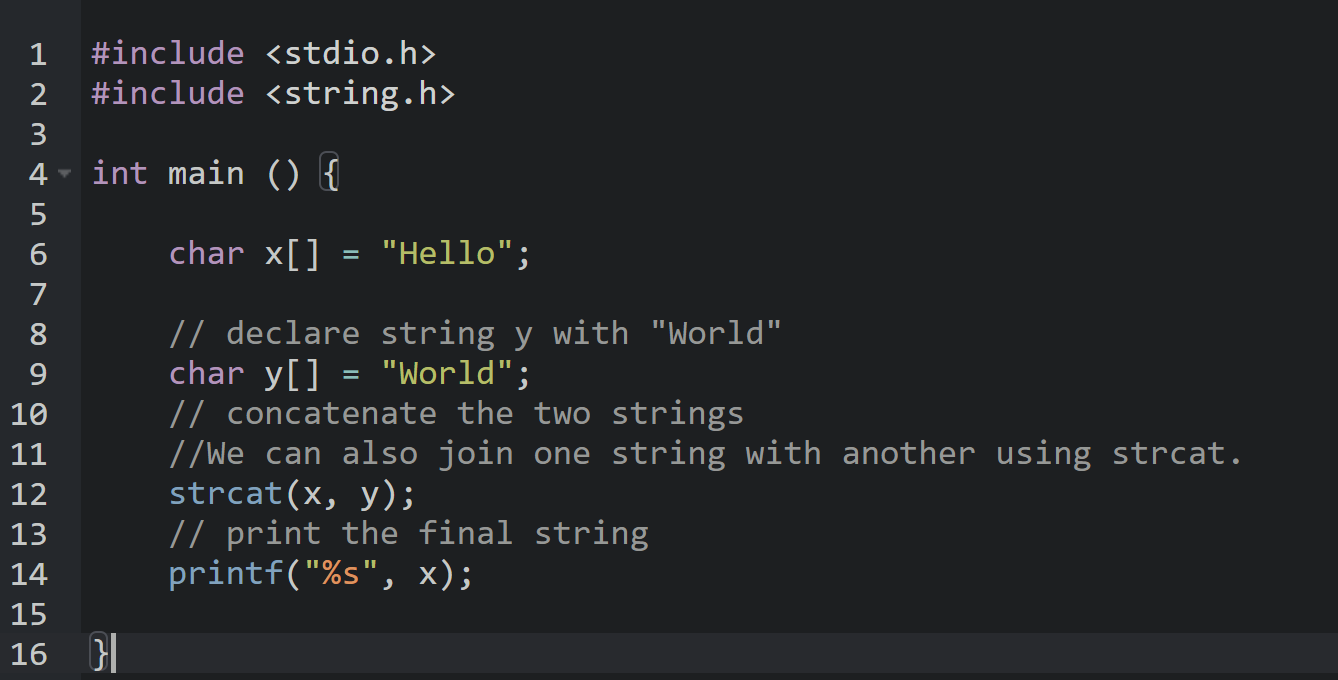 1 #include <stdio.h>
2 #include <string.h>
3
4 int main () {
5
6     char x[] = "Hello";
7
8     // declare string y with "World"
9     char y[] = "World";
10     // concatenate the two strings
11     //We can also join one string with another using strcat.
12     strcat(x, y);
13     // print the final string
14     printf("%s", x);
15
16 }